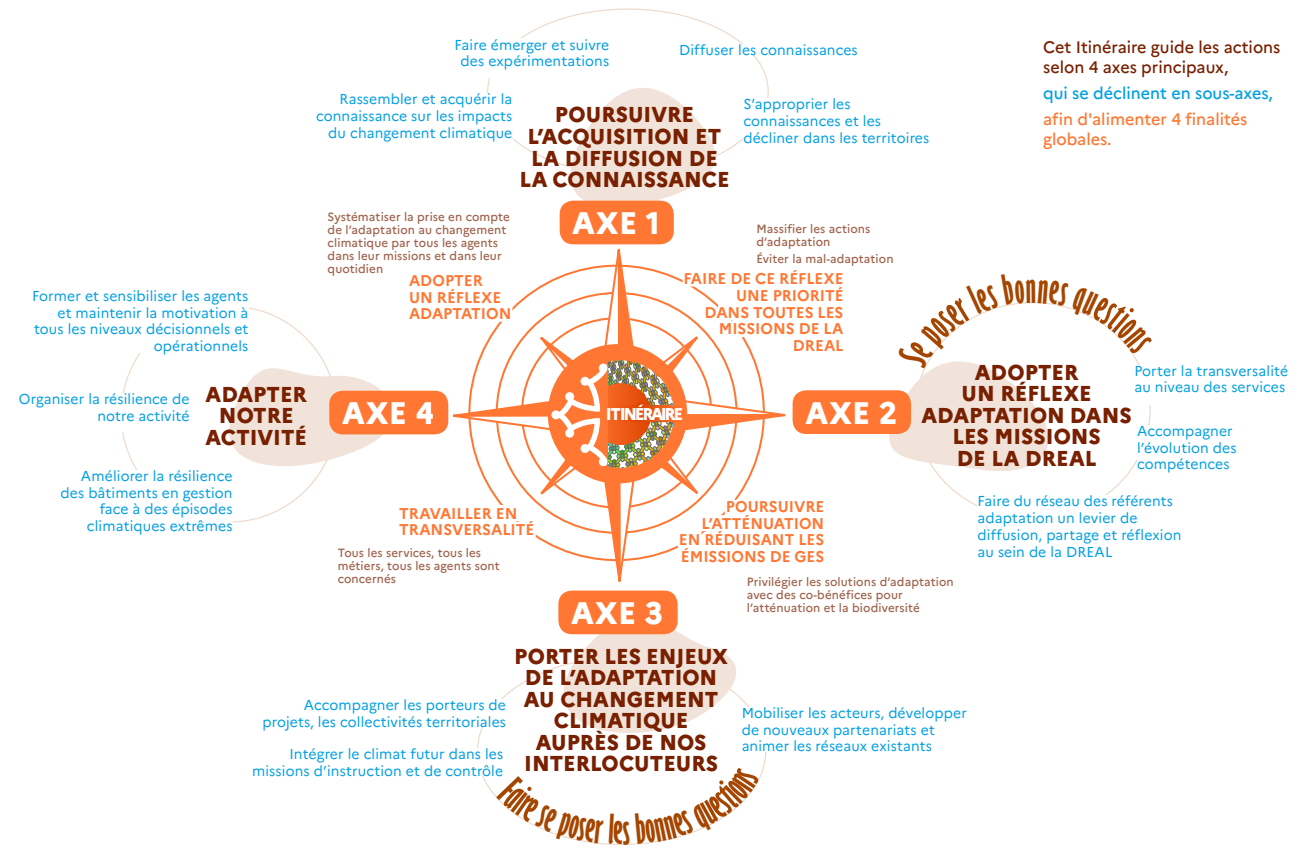 Cet Itinéraire guide les actions
selon 4 axes principaux,
qui se déclinent en sous-axes,
afin d'alimenter 4 finalités
globales.
Faire émerger et suivre
des expérimentations
Diffuser les connaissances
Rassembler et acquérir la
connaissance sur les impacts
du changement climatique
S'approprier les
connaissances et les
décliner dans les territoires
POURSUIVRE
L'ACQUISITION ET
LA DIFFUSION DE
LA CONNAISSANCE
AXE 1
Systématiser la prise en compte
de l'adaptation au changement
climatique par tous les agents
dans leur missions et dans leur
quotidien
ADOPTER
UN RÉFLEXE
ADAPTATION
Massifier les actions
d'adaptation
Éviter la mal-adaptation
FAIRE DE CE RÉFLEXE
UNE PRIORITÉ
DANS TOUTES LES
MISSIONS DE LA
DREAL
Se poser les bonnes questions
AXE 2
ADOPTER
UN RÉFLEXE
ADAPTATION DANS
LES MISSIONS
DE LA DREAL
Porter la transversalité
au niveau des services
Accompagner
l'évolution des
compétences
Faire du réseau des référents
adaptation un levier de
diffusion, partage et réflexion
au sein de la DREAL
Former et sensibiliser les agents
et maintenir la motivation à
tous les niveaux décisionnels et
opérationnels
Organiser la résilience de
notre activité
Améliorer la résilience
des bâtiments en gestion
face à des épisodes
climatiques extrêmes
ADAPTER
NOTRE
ACTIVITÉ
AXE 4
ITINÉRAIRE
TRAVAILLER EN
TRANSVERSALITÉ
Tous les services, tous les
métiers, tous les agents sont
concernés
POURSUIVRE
L'ATTÉNUATION
EN RÉDUISANT LES
ÉMISSIONS DE GES
Privilégier les solutions d'adaptation
avec des co-bénéfices pour
l'atténuation et la biodiversité
AXE 3
PORTER LES ENJEUX
DE L'ADAPTATION
AU CHANGEMENT
CLIMATIQUE
AUPRÈS DE NOS
INTERLOCUTEURS
Accompagner les porteurs de
projets, les collectivités territoriales
Intégrer le climat futur dans les
missions d'instruction et de contrôle
Mobiliser les acteurs, développer
de nouveaux partenariats et
animer les réseaux existants
Faire se poser les bonnes questions